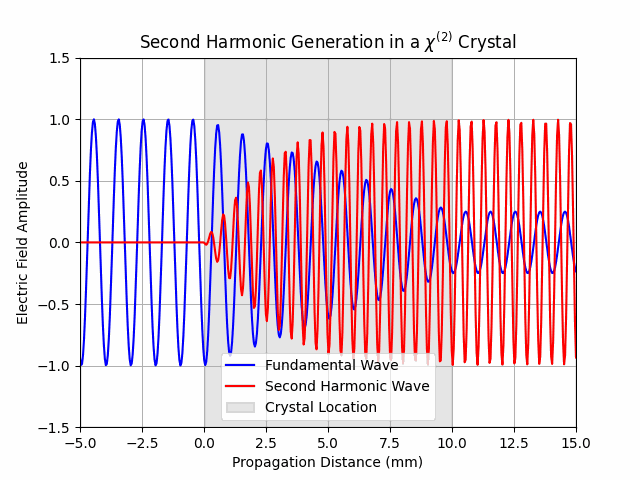 Second Harmonic Generation in a χ⁽²⁾ Crystal
1.5
1.0
0.5
0.0
−0.5
−1.0
−1.5
Electric Field Amplitude
Fundamental Wave
Second Harmonic Wave
Crystal Location
−5.0 −2.5 0.0 2.5 5.0 7.5 10.0 12.5 15.0
Propagation Distance (mm)